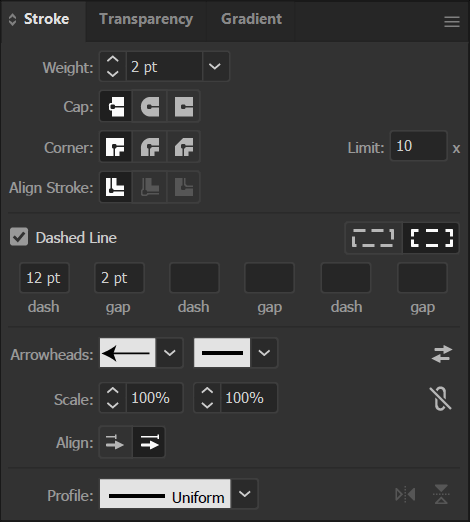 Stroke Transparency Gradient
Weight: 2 pt
Cap:
Corner: Limit: 10 x
Align Stroke:
Dashed Line
12 pt 2 pt
dash gap dash gap dash gap
Arrowheads:
Scale: 100% 100%
Align:
Profile: Uniform